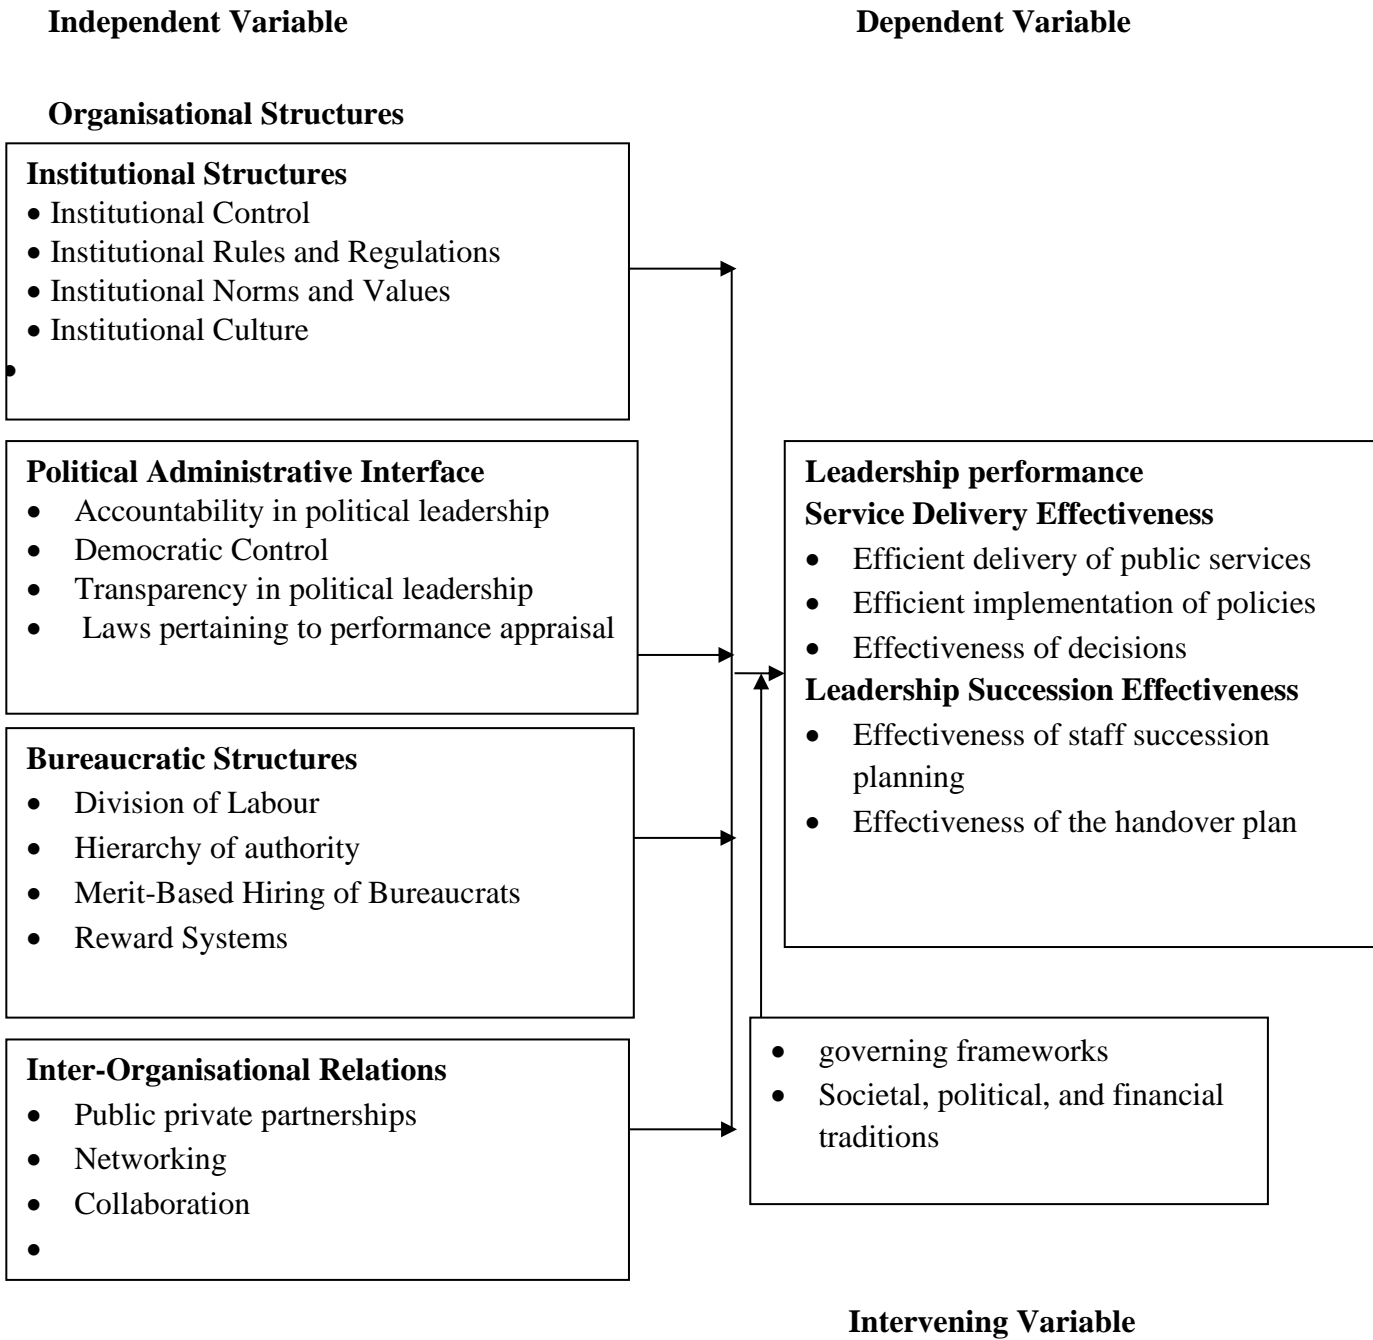 Independent Variable
Dependent Variable
Organisational Structures
Institutional Structures
• Institutional Control
• Institutional Rules and Regulations
• Institutional Norms and Values
• Institutional Culture
•
Political Administrative Interface
• Accountability in political leadership
• Democratic Control
• Transparency in political leadership
• Laws pertaining to performance appraisal
Bureaucratic Structures
• Division of Labour
• Hierarchy of authority
• Merit-Based Hiring of Bureaucrats
• Reward Systems
Inter-Organisational Relations
• Public private partnerships
• Networking
• Collaboration
•
Leadership performance
Service Delivery Effectiveness
• Efficient delivery of public services
• Efficient implementation of policies
• Effectiveness of decisions
Leadership Succession Effectiveness
• Effectiveness of staff succession
planning
• Effectiveness of the handover plan
• governing frameworks
• Societal, political, and financial
traditions
Intervening Variable